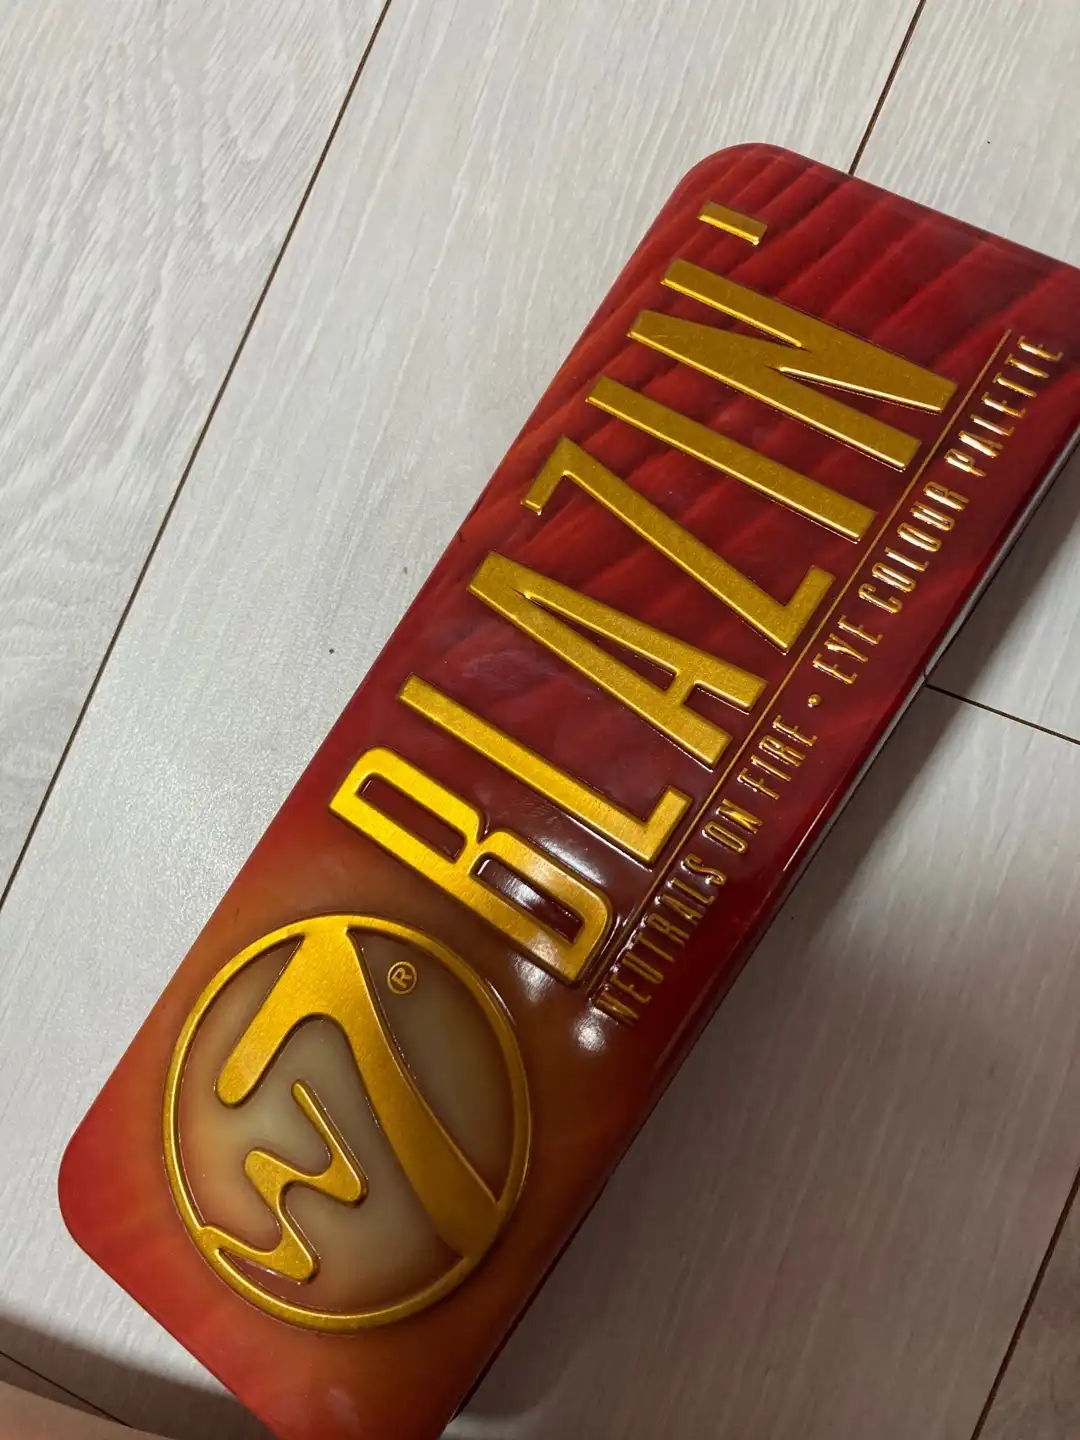 W7®
BLAZIN'
NEUTRALS ON FIRE • EYE COLOUR PALETTE